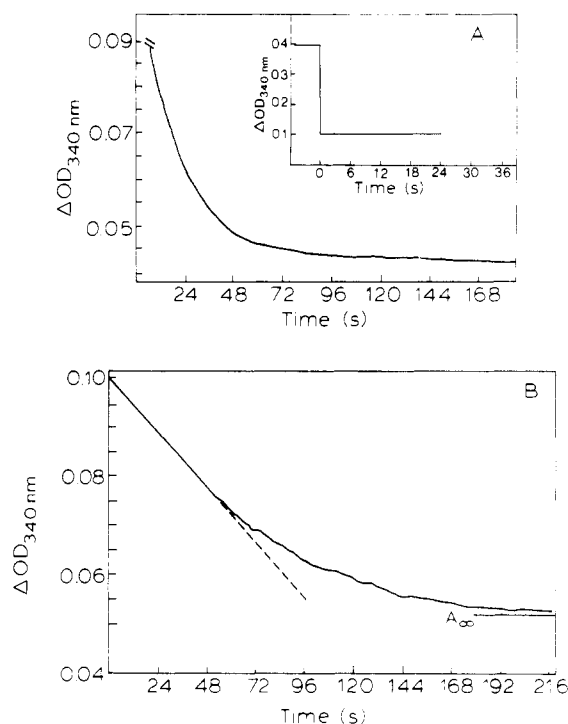 A
0.09
0.07
0.05
ΔOD340 nm
24 48 72 96 120 144 168
Time (s)
04
03
02
01
ΔOD340 nm
0 6 12 18 24 30 36
Time (s)
B
0.10
0.08
0.06
0.04
ΔOD340 nm
A∞
24 48 72 96 120 144 168 192 216
Time (s)